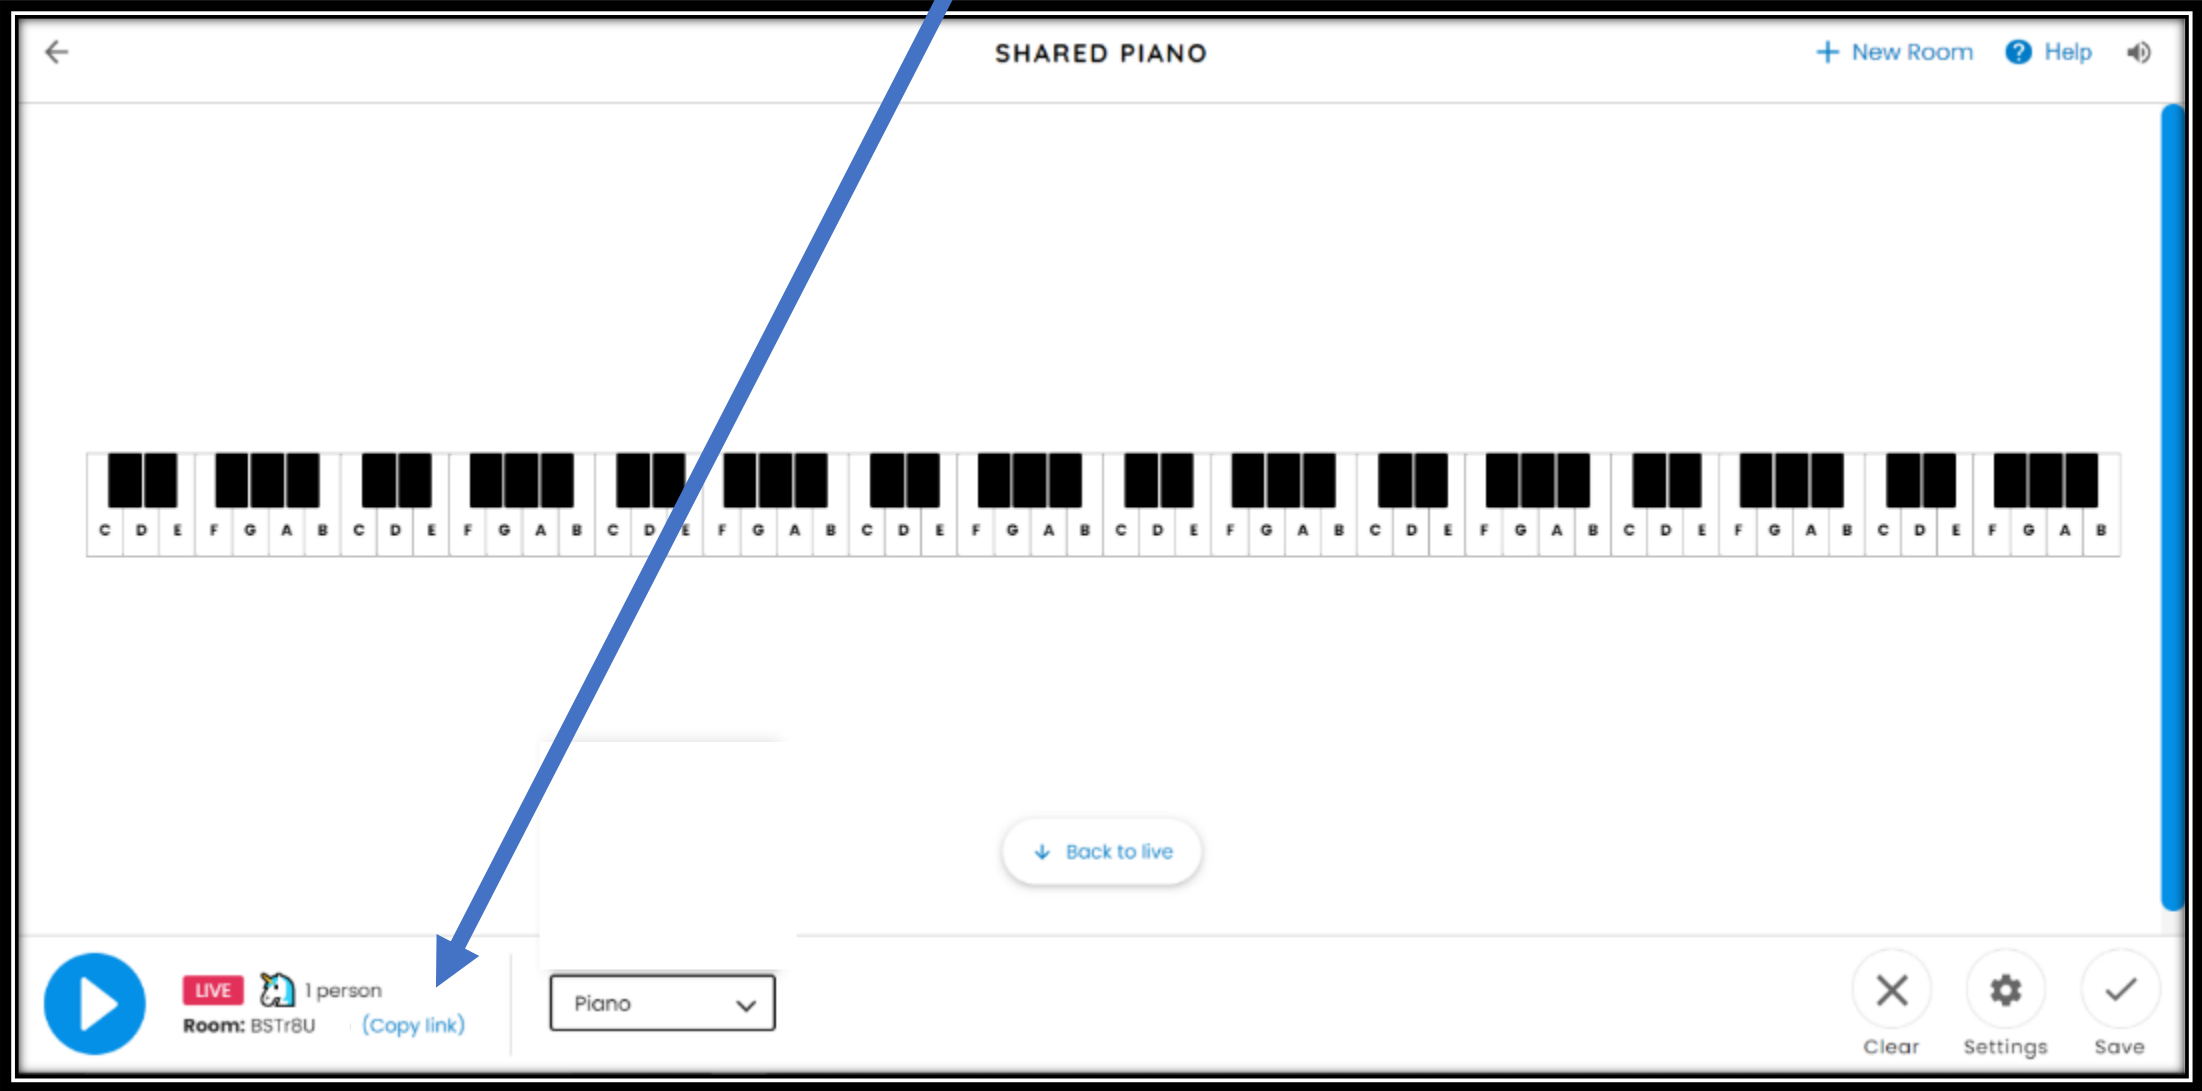 SHARED PIANO
New Room
Help
C D E F G A B C D E F G A B C D E F G A B C D E F G A B C D E F G A B C D E F G A B C D E F G A B C D E F G A B
Back to live
LIVE 1 person
Room: BSTr8U (Copy link)
Piano
Clear
Settings
Save